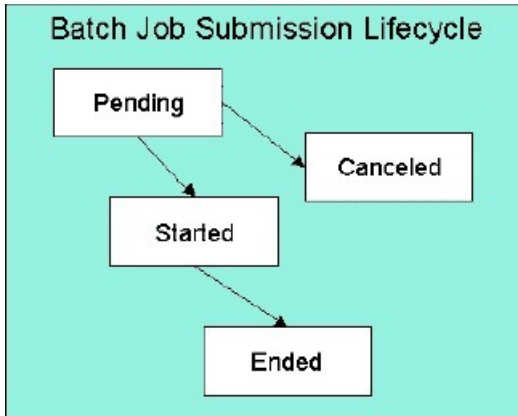 Batch Job Submission Lifecycle
Pending
Canceled
Started
Ended